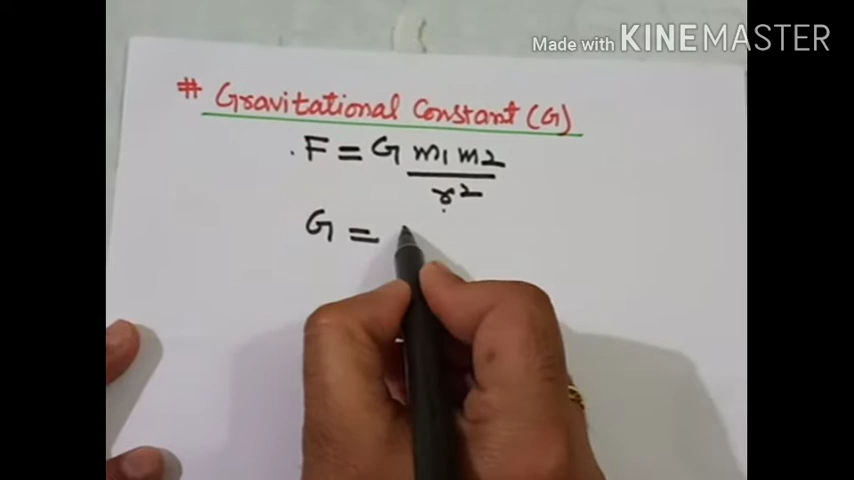 Made with KINEMASTER
# Gravitational Constant (G)
F = G m1 m2
r2
G =